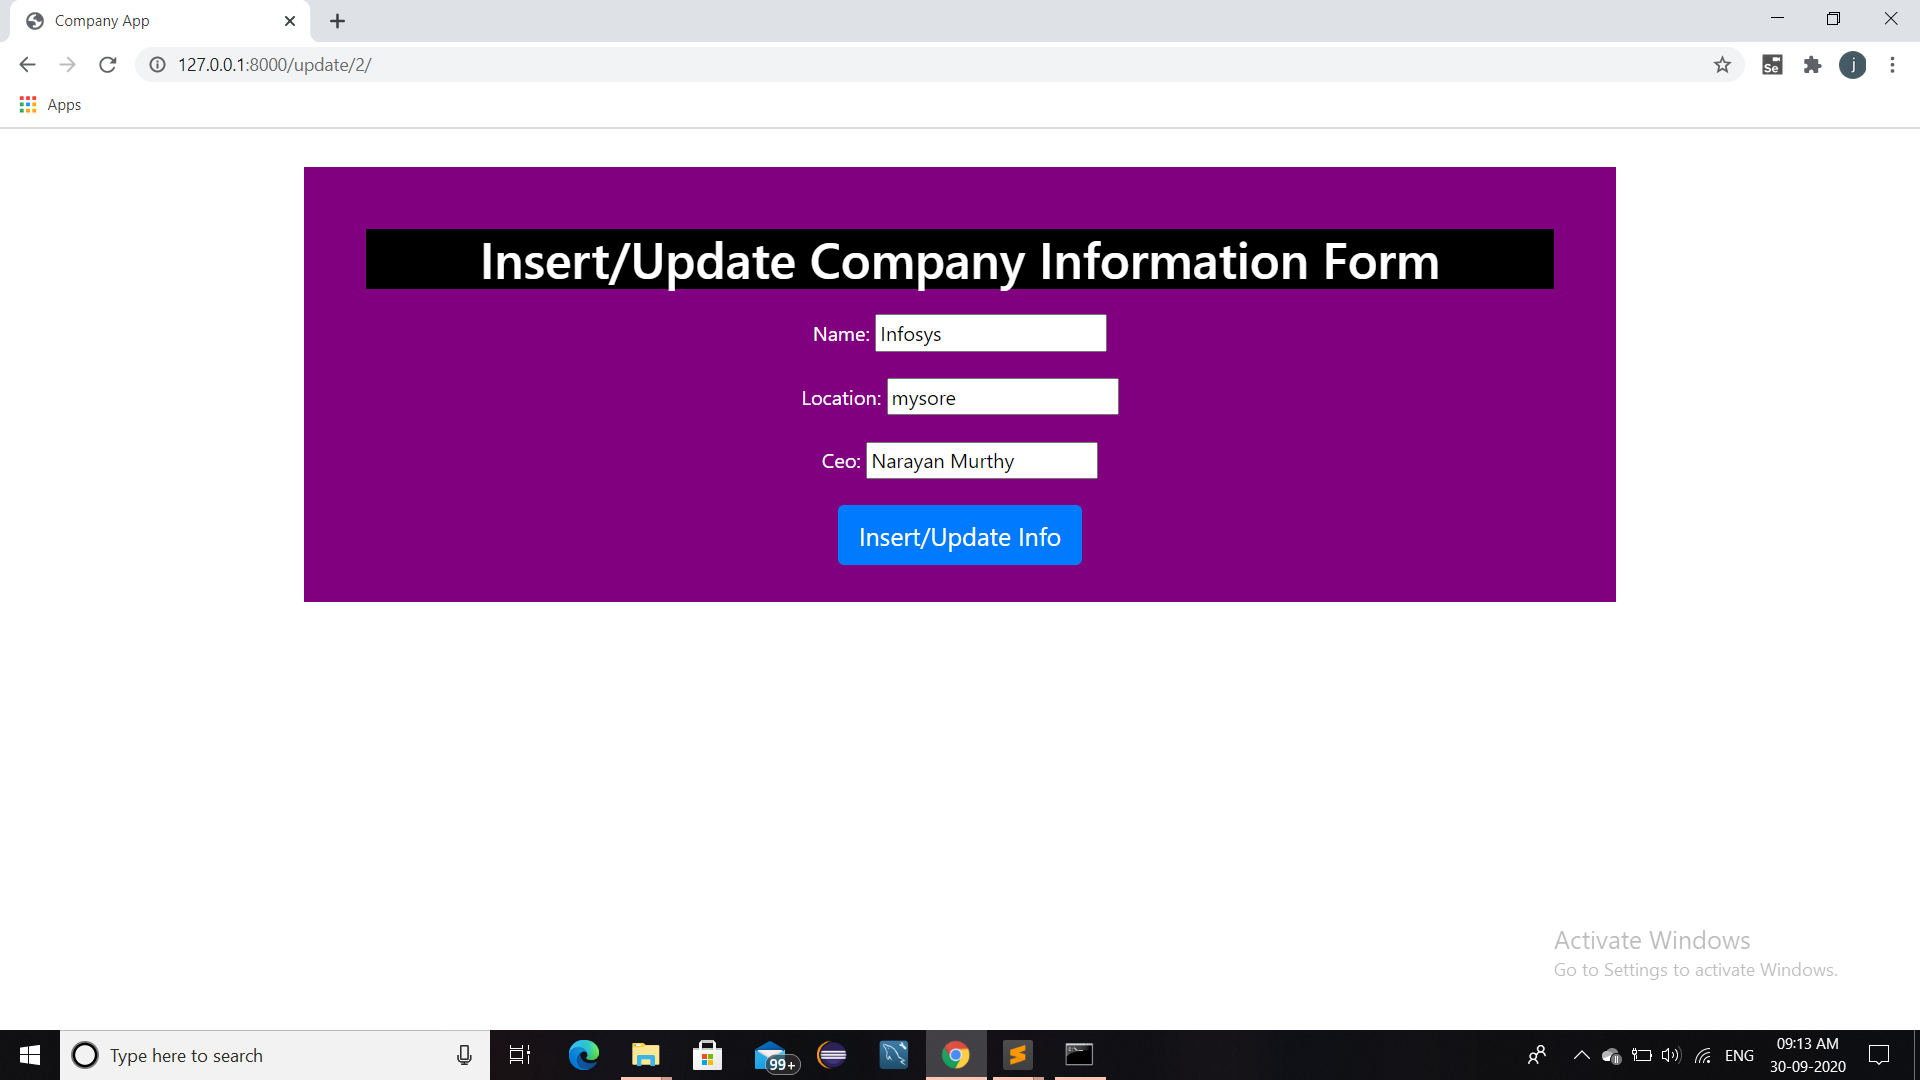 Company App
127.0.0.1:8000/update/2/
Se
j
Apps
Insert/Update Company Information Form
Name: Infosys
Location: mysore
Ceo: Narayan Murthy
Insert/Update Info
Activate Windows
Go to Settings to activate Windows.
Type here to search
99+
ENG
09:13 AM
30-09-2020